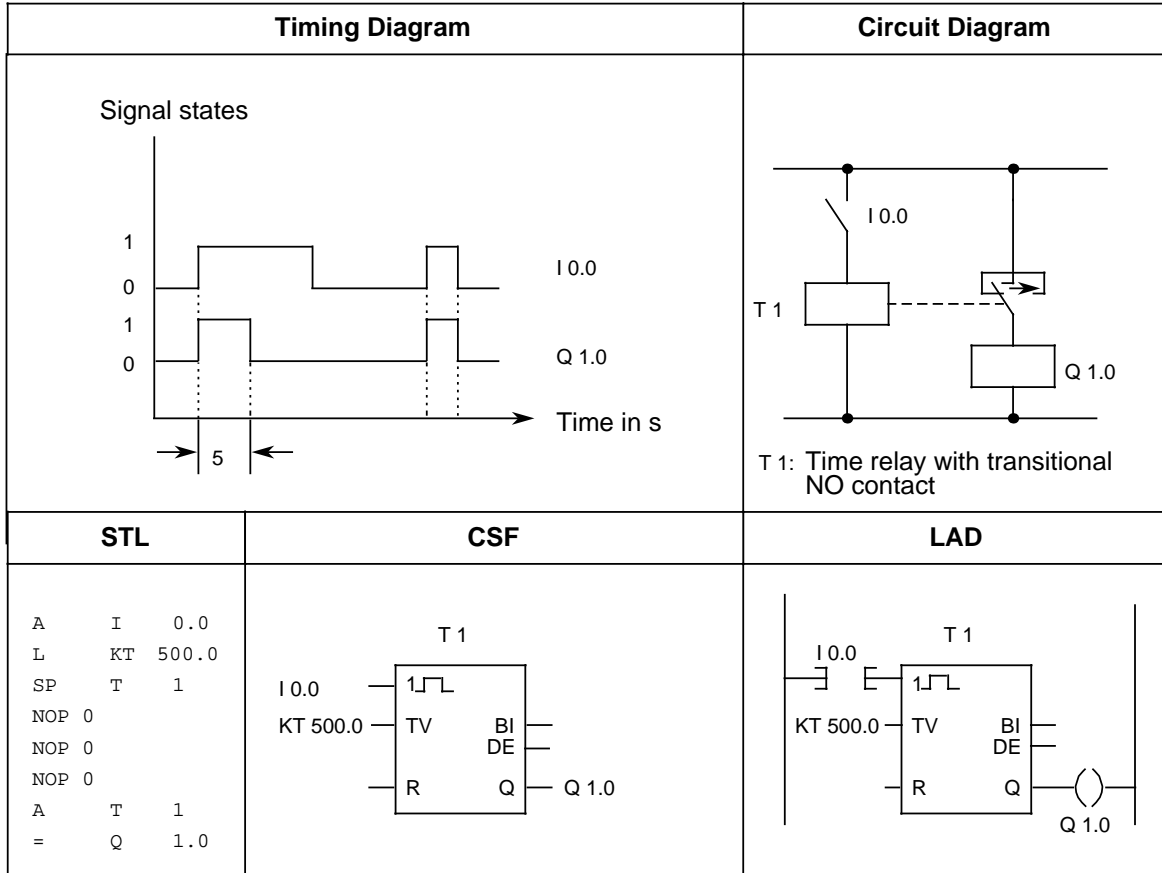 Timing Diagram
Circuit Diagram
Signal states
1
0
I 0.0
1
0
Q 1.0
Time in s
5
I 0.0
T 1
Q 1.0
T 1: Time relay with transitional
NO contact
STL
CSF
LAD
A I 0.0
L KT 500.0
SP T 1
NOP 0
NOP 0
NOP 0
A T 1
= Q 1.0
T 1
I 0.0 1
KT 500.0 TV BI
DE
R Q Q 1.0
T 1
I 0.0
1
KT 500.0 TV BI
DE
R Q
Q 1.0